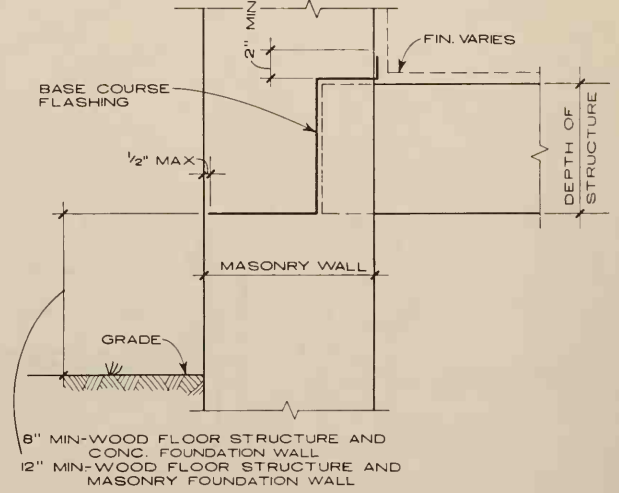 2" MIN
FIN. VARIES
BASE COURSE
FLASHING
1/2" MAX
DEPTH OF
STRUCTURE
MASONRY WALL
GRADE
8" MIN-WOOD FLOOR STRUCTURE AND
CONC. FOUNDATION WALL
12" MIN-WOOD FLOOR STRUCTURE AND
MASONRY FOUNDATION WALL